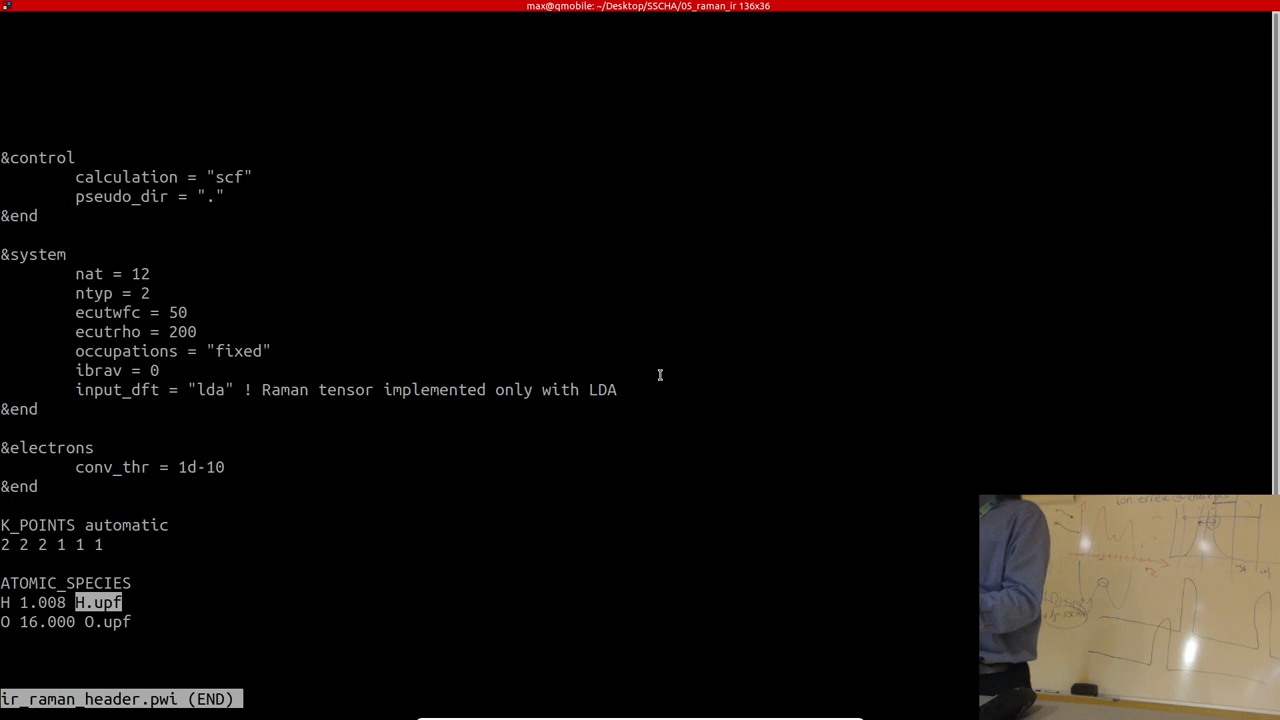 max@qmobile: ~/Desktop/SSCHA/05_raman_ir 136x36
&control
calculation = "scf"
pseudo_dir = "."
&end
&system
nat = 12
ntyp = 2
ecutwfc = 50
ecutrho = 200
occupations = "fixed"
ibrav = 0
input_dft = "lda" ! Raman tensor implemented only with LDA
&end
&electrons
conv_thr = 1d-10
&end
K_POINTS automatic
2 2 2 1 1 1
ATOMIC_SPECIES
H 1.008 H.upf
O 16.000 O.upf
ir_raman_header.pwi (END)